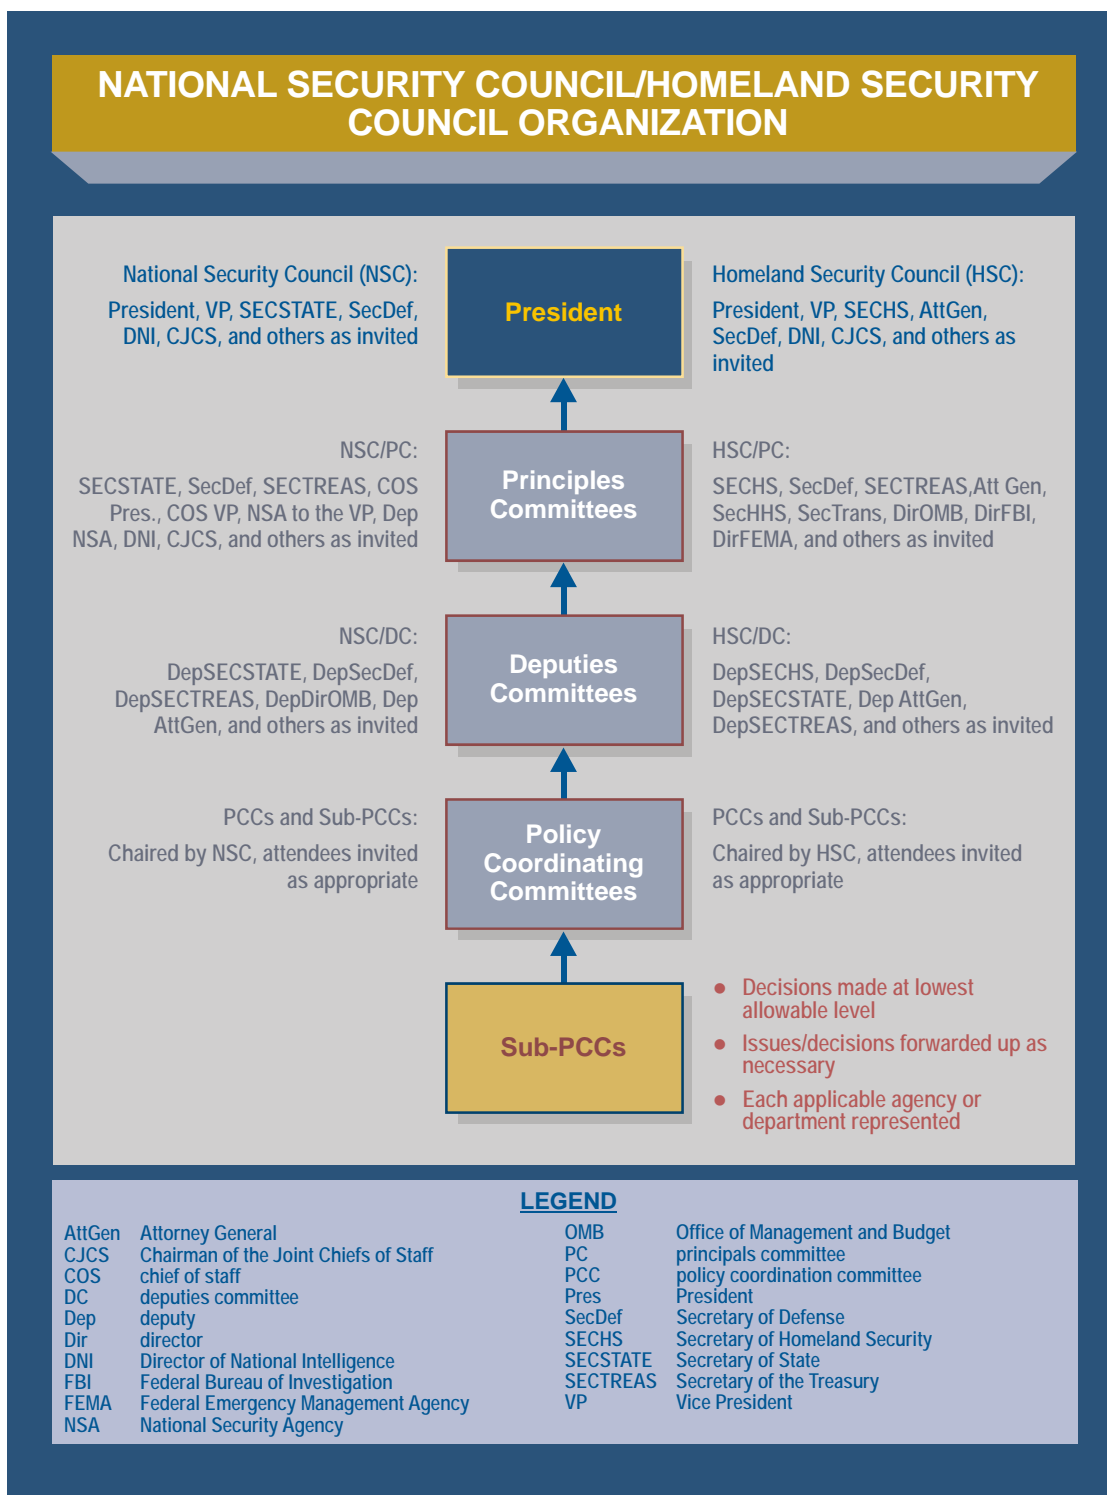 NATIONAL SECURITY COUNCIL/HOMELAND SECURITY
COUNCIL ORGANIZATION
National Security Council (NSC):
President, VP, SECSTATE, SecDef,
DNI, CJCS, and others as invited
President
Homeland Security Council (HSC):
President, VP, SECHS, AttGen,
SecDef, DNI, CJCS, and others as
invited
NSC/PC:
SECSTATE, SecDef, SECTREAS, COS
Pres., COS VP, NSA to the VP, Dep
NSA, DNI, CJCS, and others as invited
Principles
Committees
HSC/PC:
SECHS, SecDef, SECTREAS,Att Gen,
SecHHS, SecTrans, DirOMB, DirFBI,
DirFEMA, and others as invited
NSC/DC:
DepSECSTATE, DepSecDef,
DepSECTREAS, DepDirOMB, Dep
AttGen, and others as invited
Deputies
Committees
HSC/DC:
DepSECHS, DepSecDef,
DepSECSTATE, Dep AttGen,
DepSECTREAS, and others as invited
PCCs and Sub-PCCs:
Chaired by NSC, attendees invited
as appropriate
Policy
Coordinating
Committees
PCCs and Sub-PCCs:
Chaired by HSC, attendees invited
as appropriate
Sub-PCCs
● Decisions made at lowest
allowable level
● Issues/decisions forwarded up as
necessary
● Each applicable agency or
department represented
LEGEND
AttGen Attorney General
CJCS Chairman of the Joint Chiefs of Staff
COS chief of staff
DC deputies committee
Dep deputy
Dir director
DNI Director of National Intelligence
FBI Federal Bureau of Investigation
FEMA Federal Emergency Management Agency
NSA National Security Agency
OMB Office of Management and Budget
PC principals committee
PCC policy coordination committee
Pres President
SecDef Secretary of Defense
SECHS Secretary of Homeland Security
SECSTATE Secretary of State
SECTREAS Secretary of the Treasury
VP Vice President